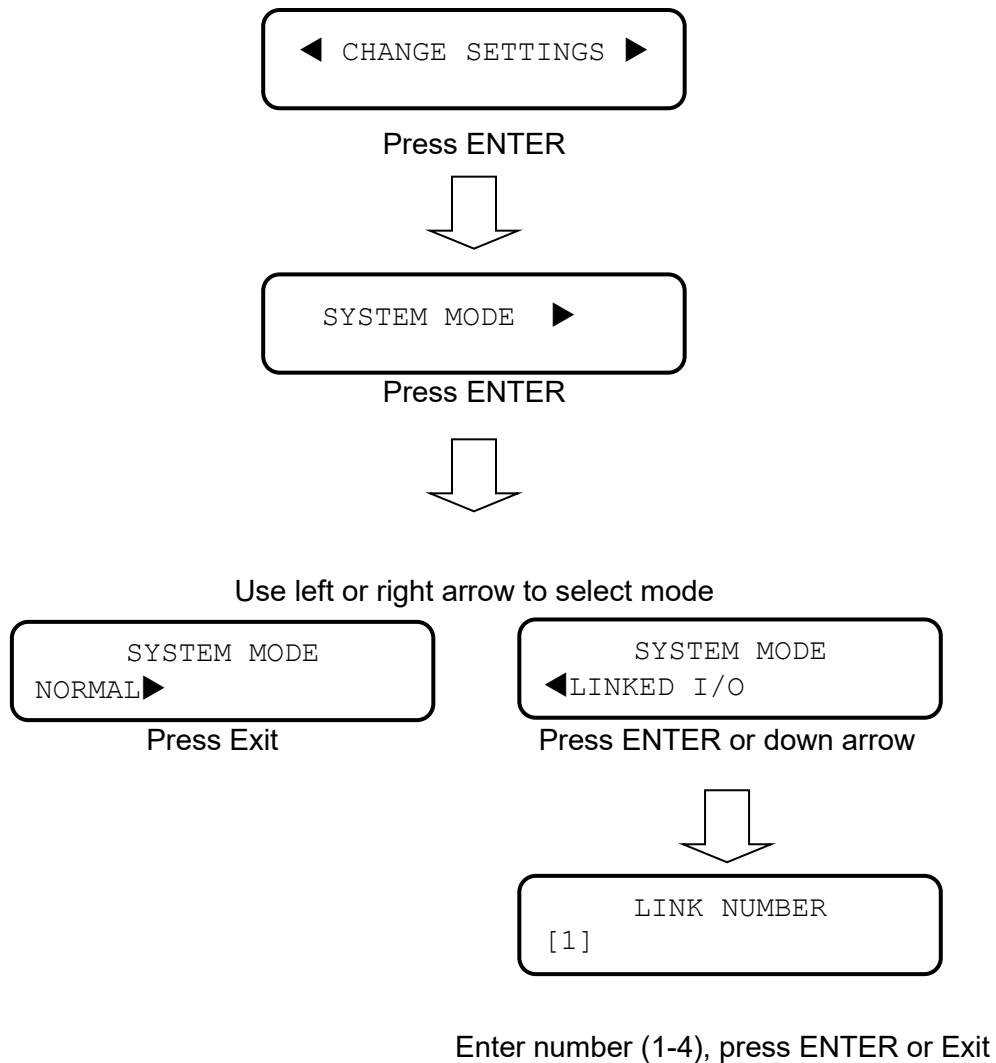 ◀ CHANGE SETTINGS ▶
Press ENTER
SYSTEM MODE ▶
Press ENTER
Use left or right arrow to select mode
SYSTEM MODE
NORMAL▶
Press Exit
SYSTEM MODE
◀LINKED I/O
Press ENTER or down arrow
LINK NUMBER
[1]
Enter number (1-4), press ENTER or Exit